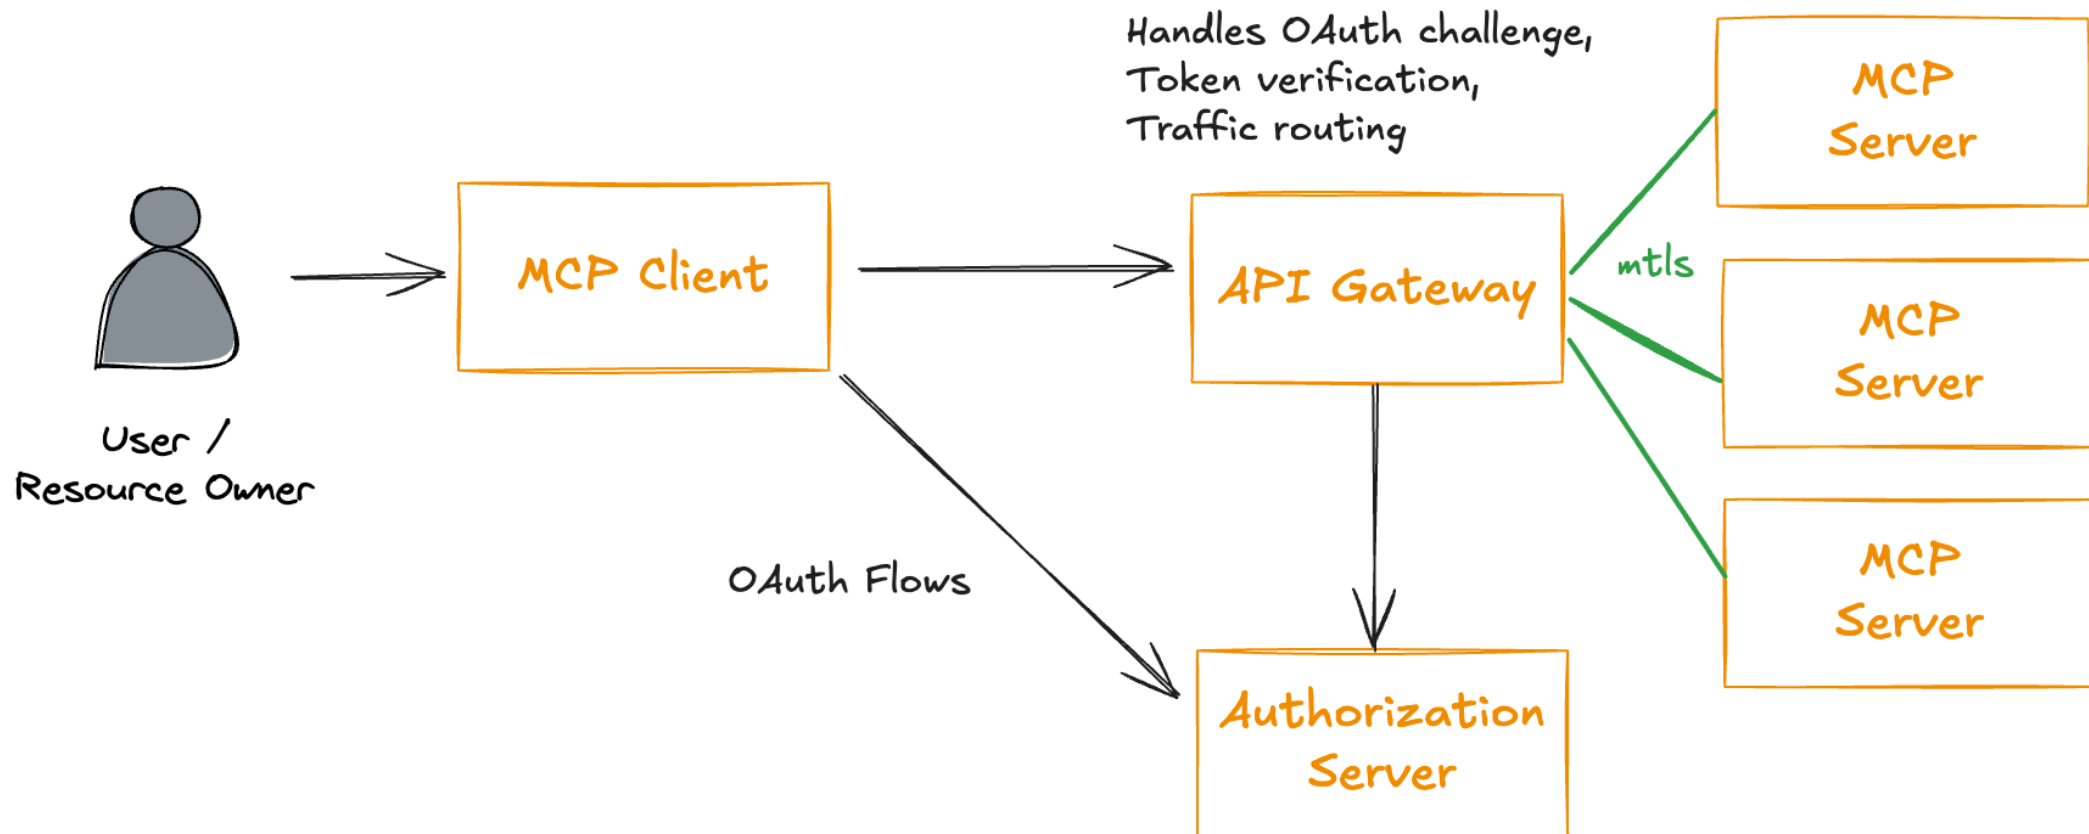 Handles OAuth challenge,
Token verification,
Traffic routing
MCP
Server
MCP Client
API Gateway
mtls
MCP
Server
User /
Resource Owner
OAuth Flows
MCP
Server
Authorization
Server